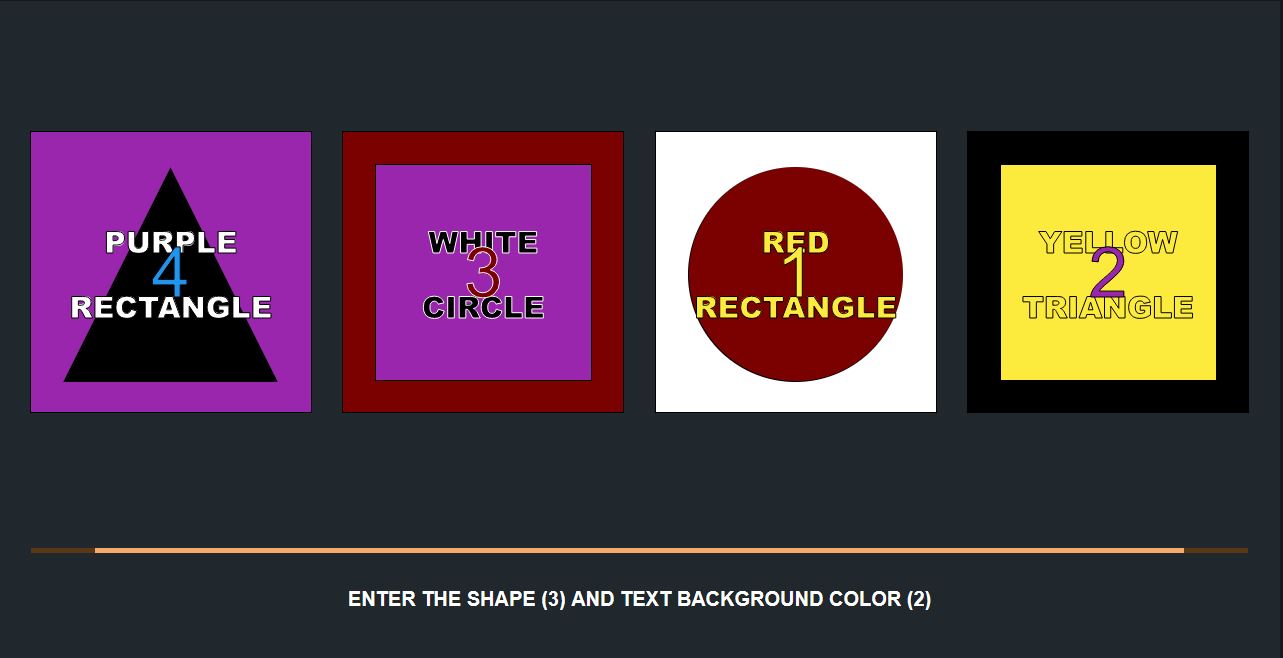 PURPLE
4
RECTANGLE
WHITE
3
CIRCLE
RED
1
RECTANGLE
YELLOW
2
TRIANGLE
ENTER THE SHAPE (3) AND TEXT BACKGROUND COLOR (2)